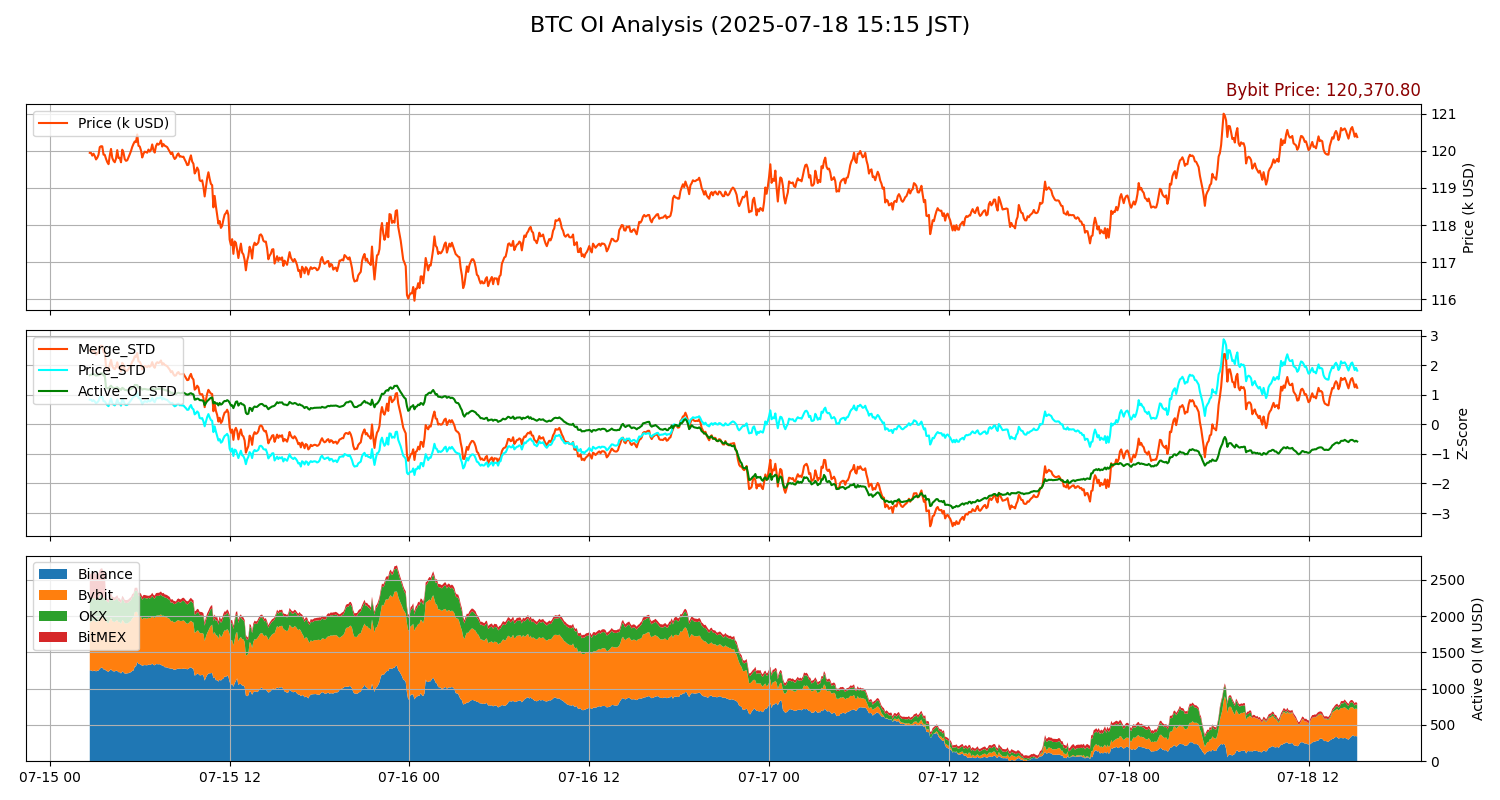 BTC OI Analysis (2025-07-18 15:15 JST)
Bybit Price: 120,370.80
Price (k USD)
121
120
119
118
117
116
Price (k USD)
Merge_STD
Price_STD
Active_OI_STD
3
2
1
0
−1
−2
−3
Z-Score
Binance
Bybit
OKX
BitMEX
2500
2000
1500
1000
500
0
Active OI (M USD)
07-15 00
07-15 12
07-16 00
07-16 12
07-17 00
07-17 12
07-18 00
07-18 12